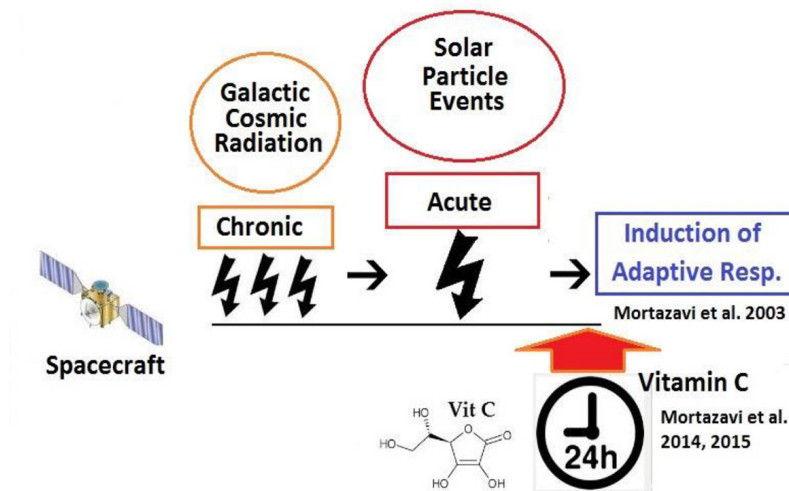 Solar
Particle
Events
Galactic
Cosmic
Radiation
Chronic
Acute
Induction of
Adaptive Resp.
Mortazavi et al. 2003
Spacecraft
Vitamin C
Mortazavi et al.
2014, 2015
Vit C
HO
O
O
HO
HO
OH
24h